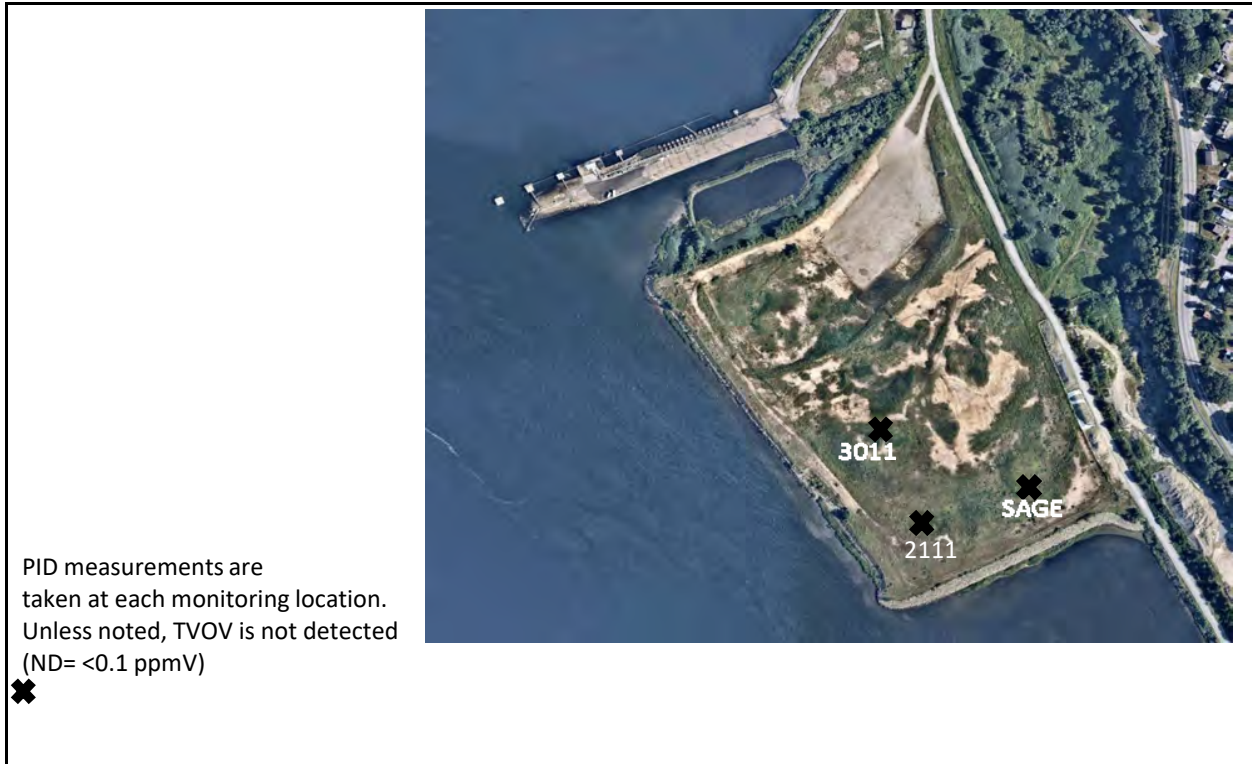 3011
SAGE
2111
PID measurements are
taken at each monitoring location.
Unless noted, TVOV is not detected
(ND= <0.1 ppmV)